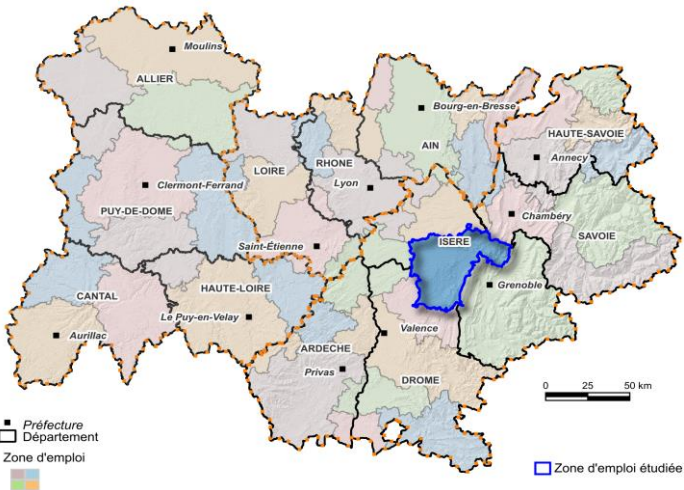 Moulins
ALLIER
Bourg-en-Bresse
HAUTE-SAVOIE
AIN
RHONE
LOIRE
Annecy
Clermont-Ferrand
Lyon
PUY-DE-DOME
Chambéry
SAVOIE
Saint-Étienne
ISERE
Grenoble
HAUTE-LOIRE
CANTAL
Le Puy-en-Velay
Valence
Aurillac
ARDECHE
Privas
DROME
0 25 50 km
Préfecture
Département
Zone d'emploi
Zone d'emploi étudiée